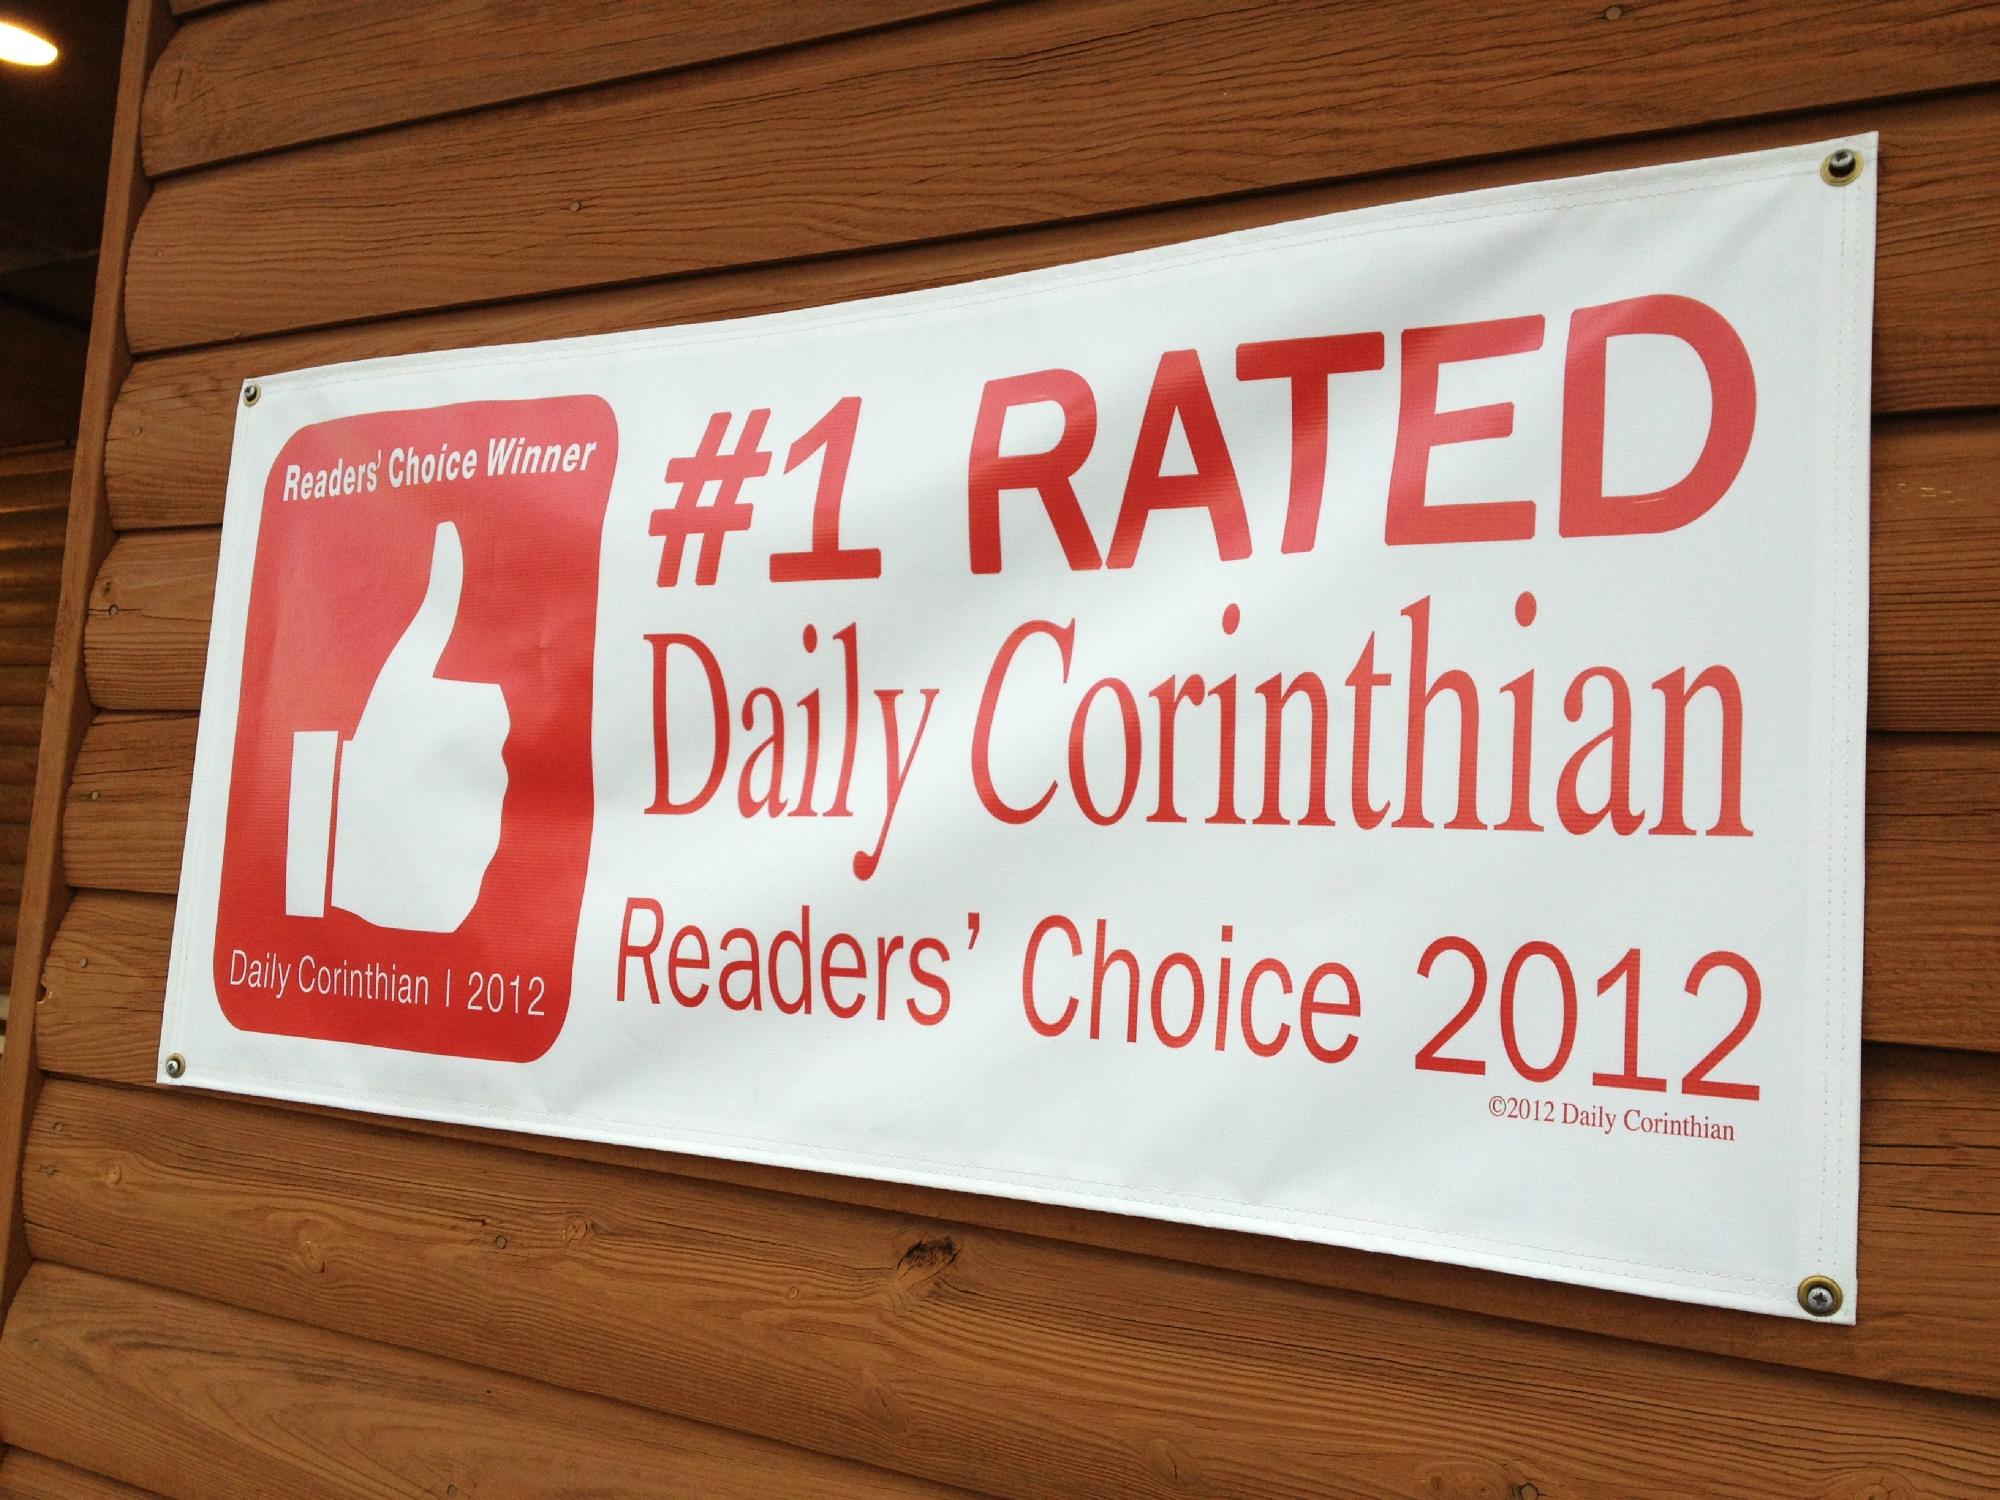 Readers' Choice Winner
Daily Corinthian | 2012
#1 RATED
Daily Corinthian
Readers' Choice 2012
©2012 Daily Corinthian